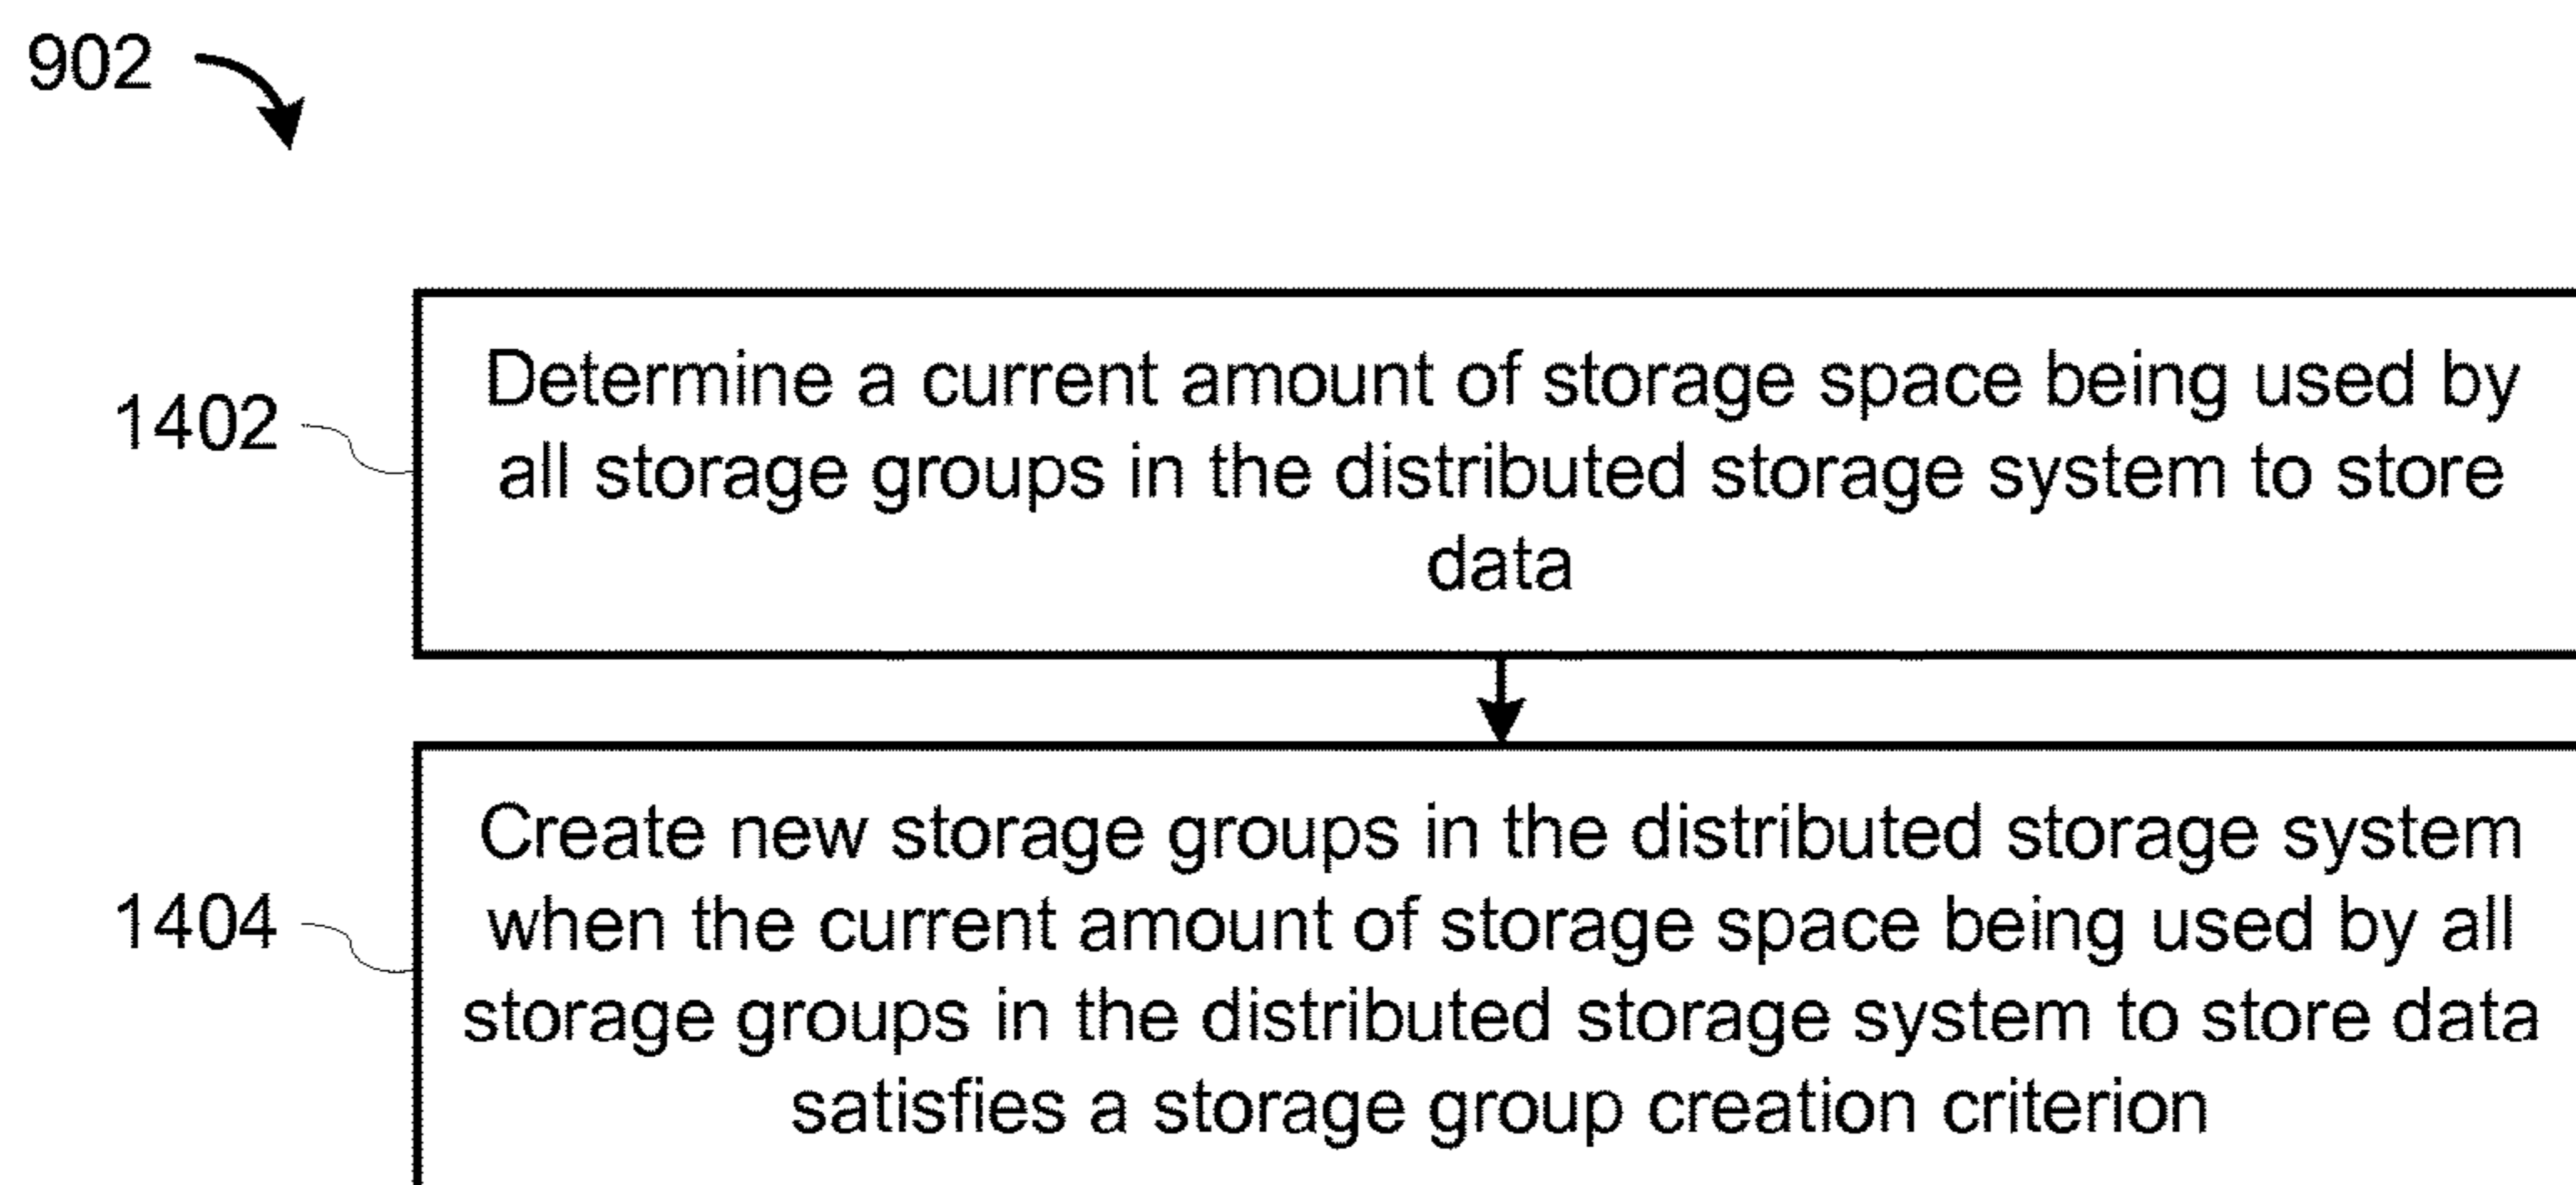 902
1402
Determine a current amount of storage space being used by
all storage groups in the distributed storage system to store
data
1404
Create new storage groups in the distributed storage system
when the current amount of storage space being used by all
storage groups in the distributed storage system to store data
satisfies a storage group creation criterion